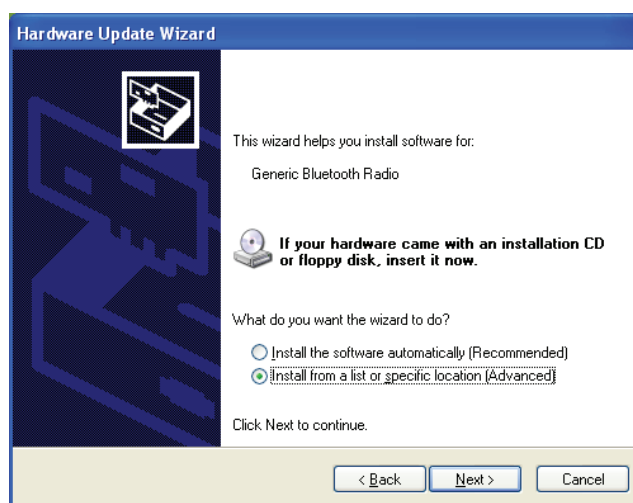 Hardware Update Wizard
This wizard helps you install software for:
Generic Bluetooth Radio
If your hardware came with an installation CD
or floppy disk, insert it now.
What do you want the wizard to do?
Install the software automatically (Recommended)
Install from a list or specific location (Advanced)
Click Next to continue.
< Back
Next >
Cancel